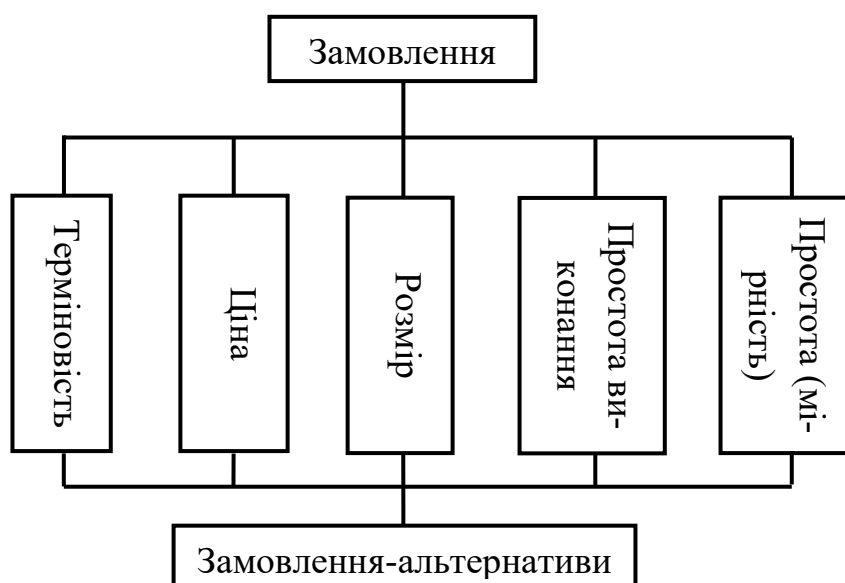 Замовлення
Терміновість
Ціна
Розмір
Простота ви-
конання
Простота (мі-
рність)
Замовлення-альтернативи